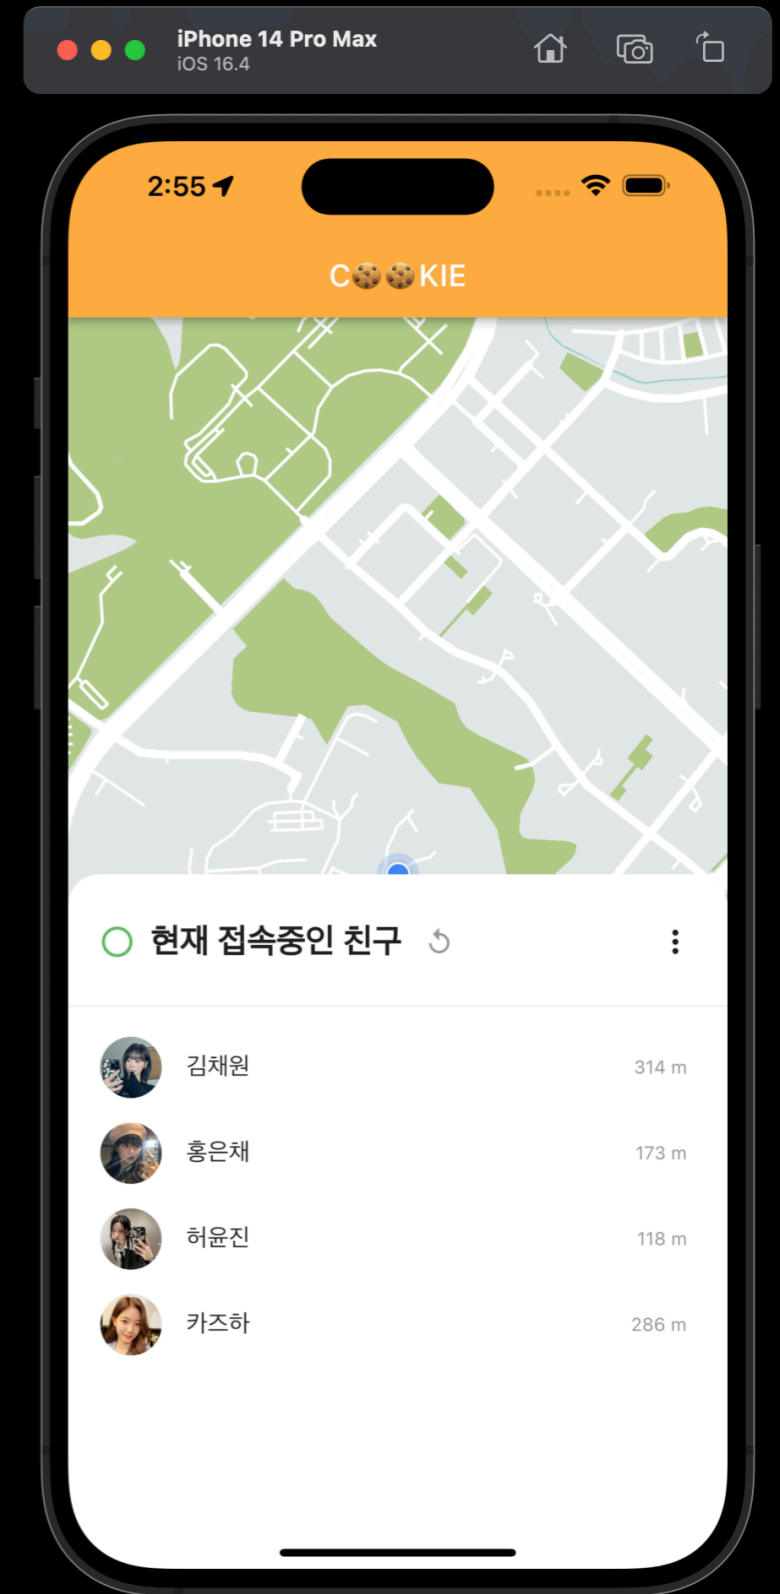 iPhone 14 Pro Max
iOS 16.4
2:55
C🍪🍪KIE
현재 접속중인 친구
김채원 314 m
홍은채 173 m
허윤진 118 m
카즈하 286 m